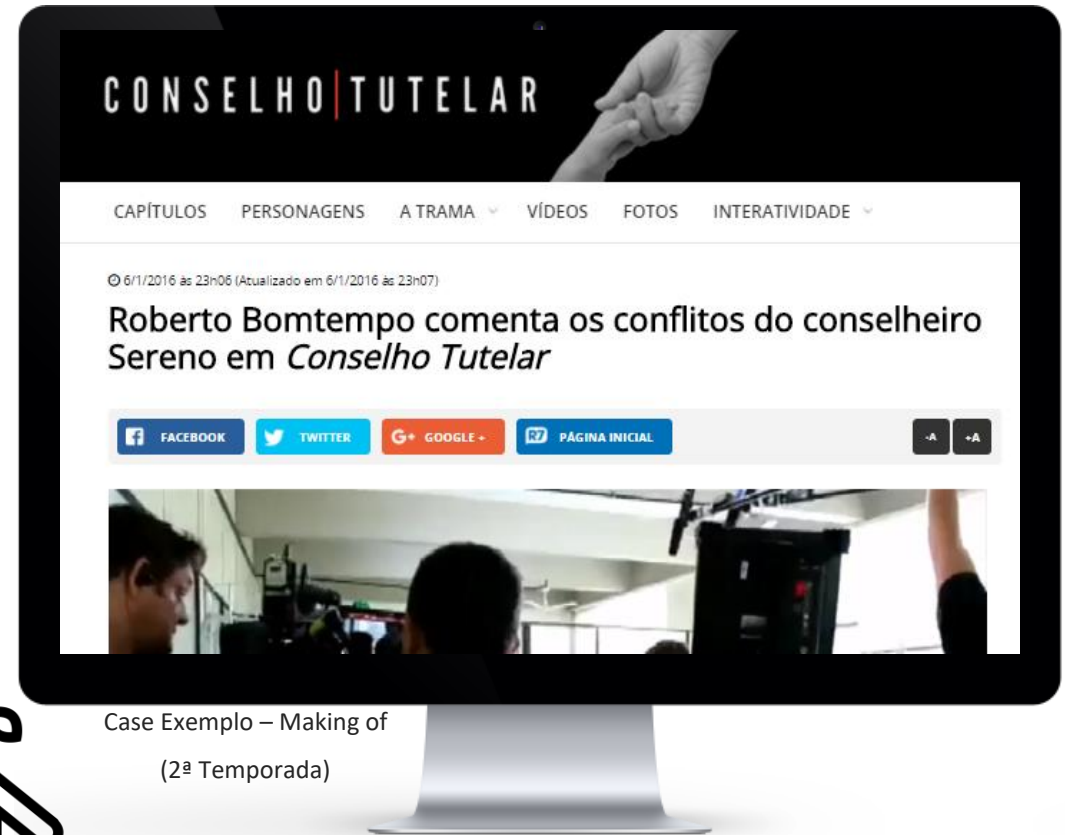 CONSELHO|TUTELAR
CAPÍTULOS PERSONAGENS A TRAMA VÍDEOS FOTOS INTERATIVIDADE
6/1/2016 às 23h06 (Atualizado em 6/1/2016 às 23h07)
Roberto Bomtempo comenta os conflitos do conselheiro
Sereno em Conselho Tutelar
FACEBOOK TWITTER G+ GOOGLE + R7 PÁGINA INICIAL -A +A
Case Exemplo – Making of
(2ª Temporada)